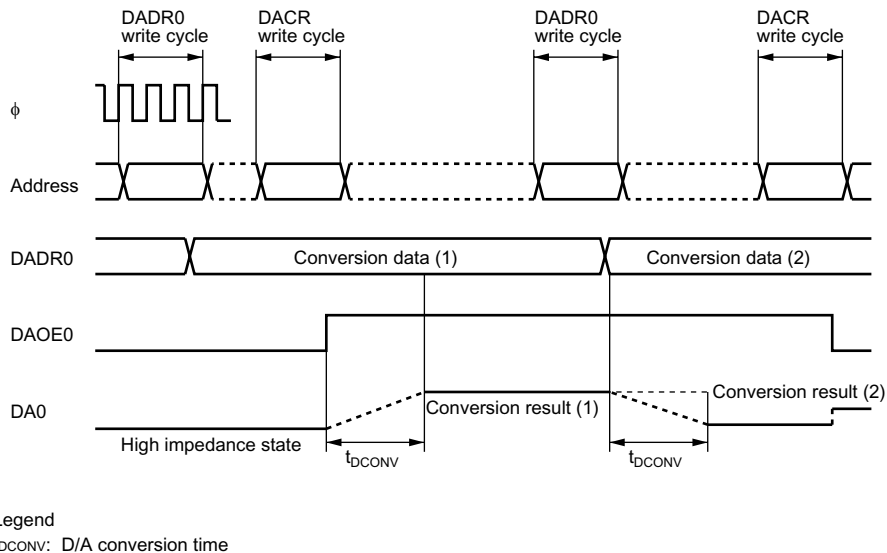 DADR0
write cycle
DACR
write cycle
DADR0
write cycle
DACR
write cycle
ϕ
Address
DADR0
Conversion data (1)
Conversion data (2)
DAOE0
DA0
Conversion result (1)
Conversion result (2)
High impedance state
tDCONV
tDCONV
Legend
DCONV: D/A conversion time